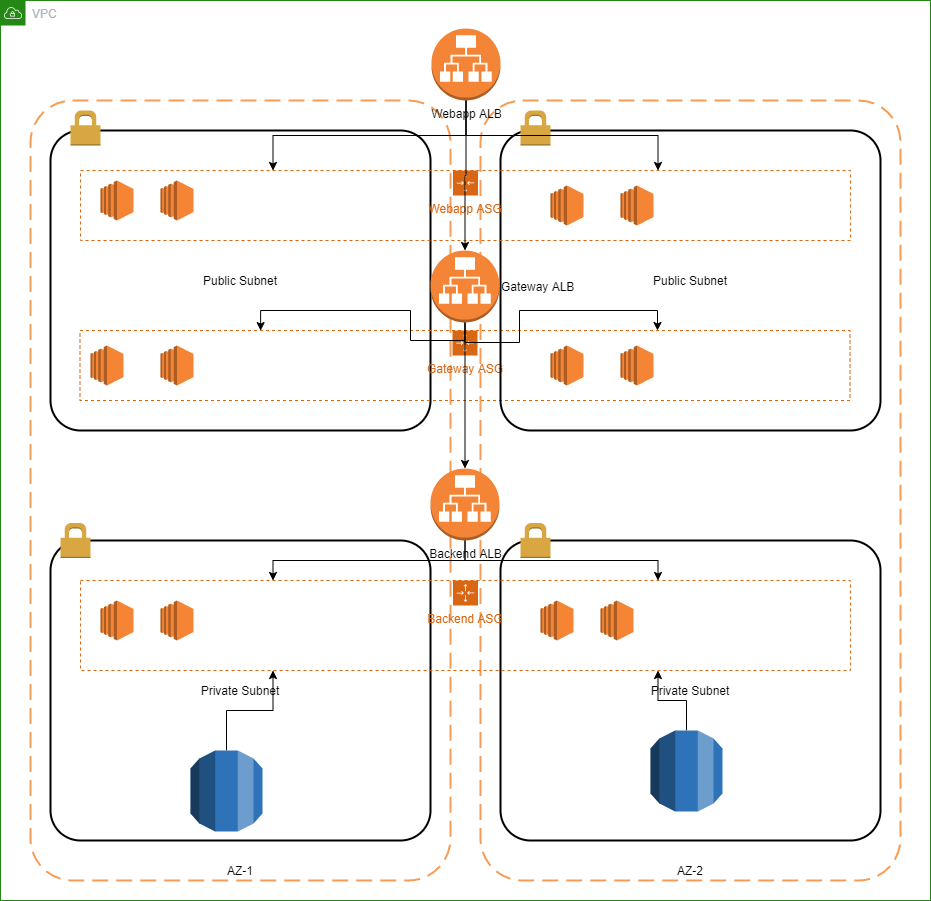 VPC
Webapp ALB
Webapp ASG
Public Subnet
Public Subnet
Gateway ALB
Gateway ASG
Backend ALB
Backend ASG
Private Subnet
Private Subnet
AZ-1
AZ-2